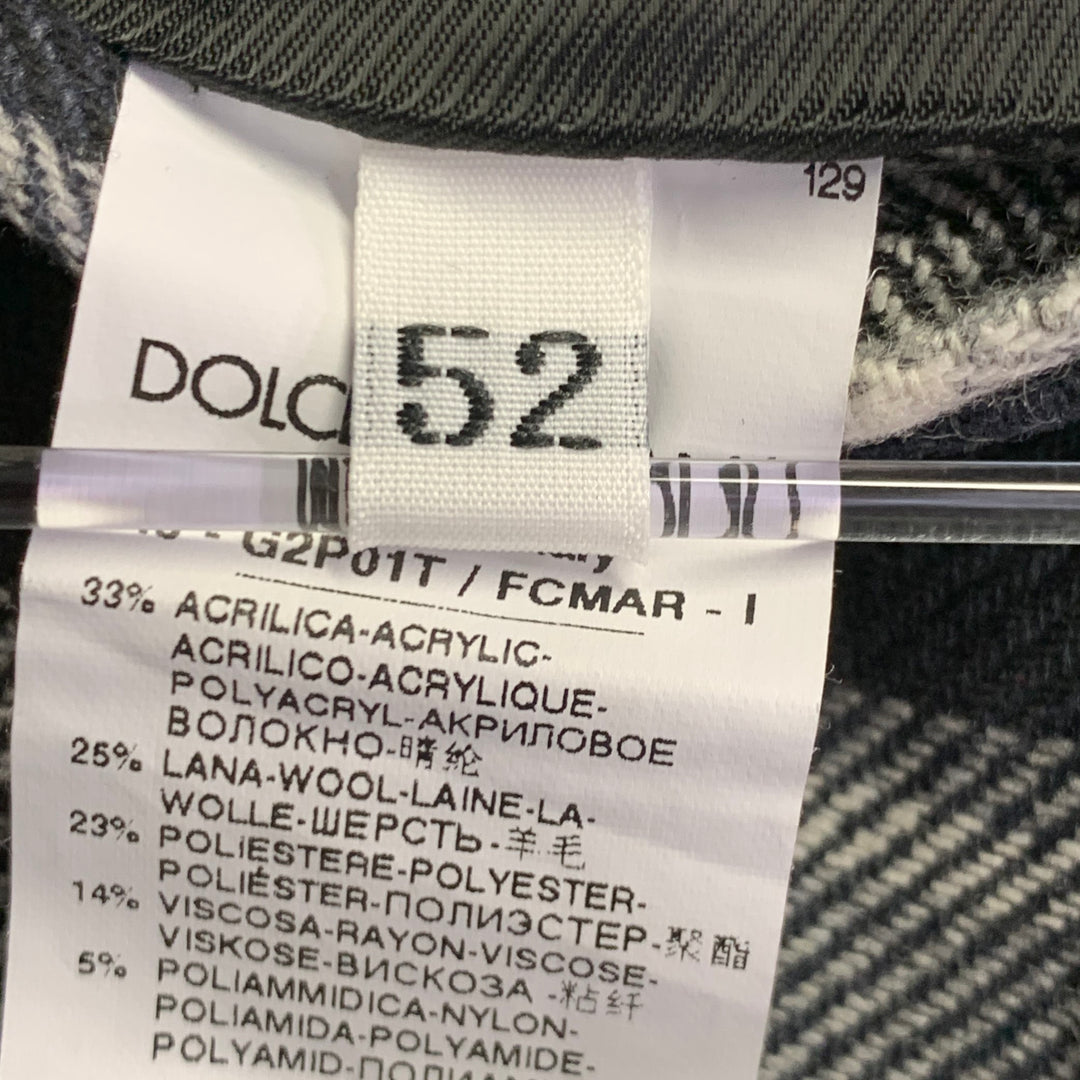 129
52
DOLC
G2P01T / FCMAR - I
33% ACRILICA-ACRYLIC-
ACRILICO-ACRYLIQUE-
POLYACRYL-АКРИЛОВОЕ
ВОЛОКНО-晴纶
25% LANA-WOOL-LAINE-LA-
WOLLE-ШЕРСТЬ-羊毛
23% POLIESTERE-POLYESTER-
POLIÉSTER-ПОЛИЭСТЕР-聚酯
14% VISCOSA-RAYON-VISCOSE-
VISKOSE-ВИСКОЗА-粘纤
5% POLIAMMIDICA-NYLON-
POLIAMIDA-POLYAMIDE-
POLYAMID-